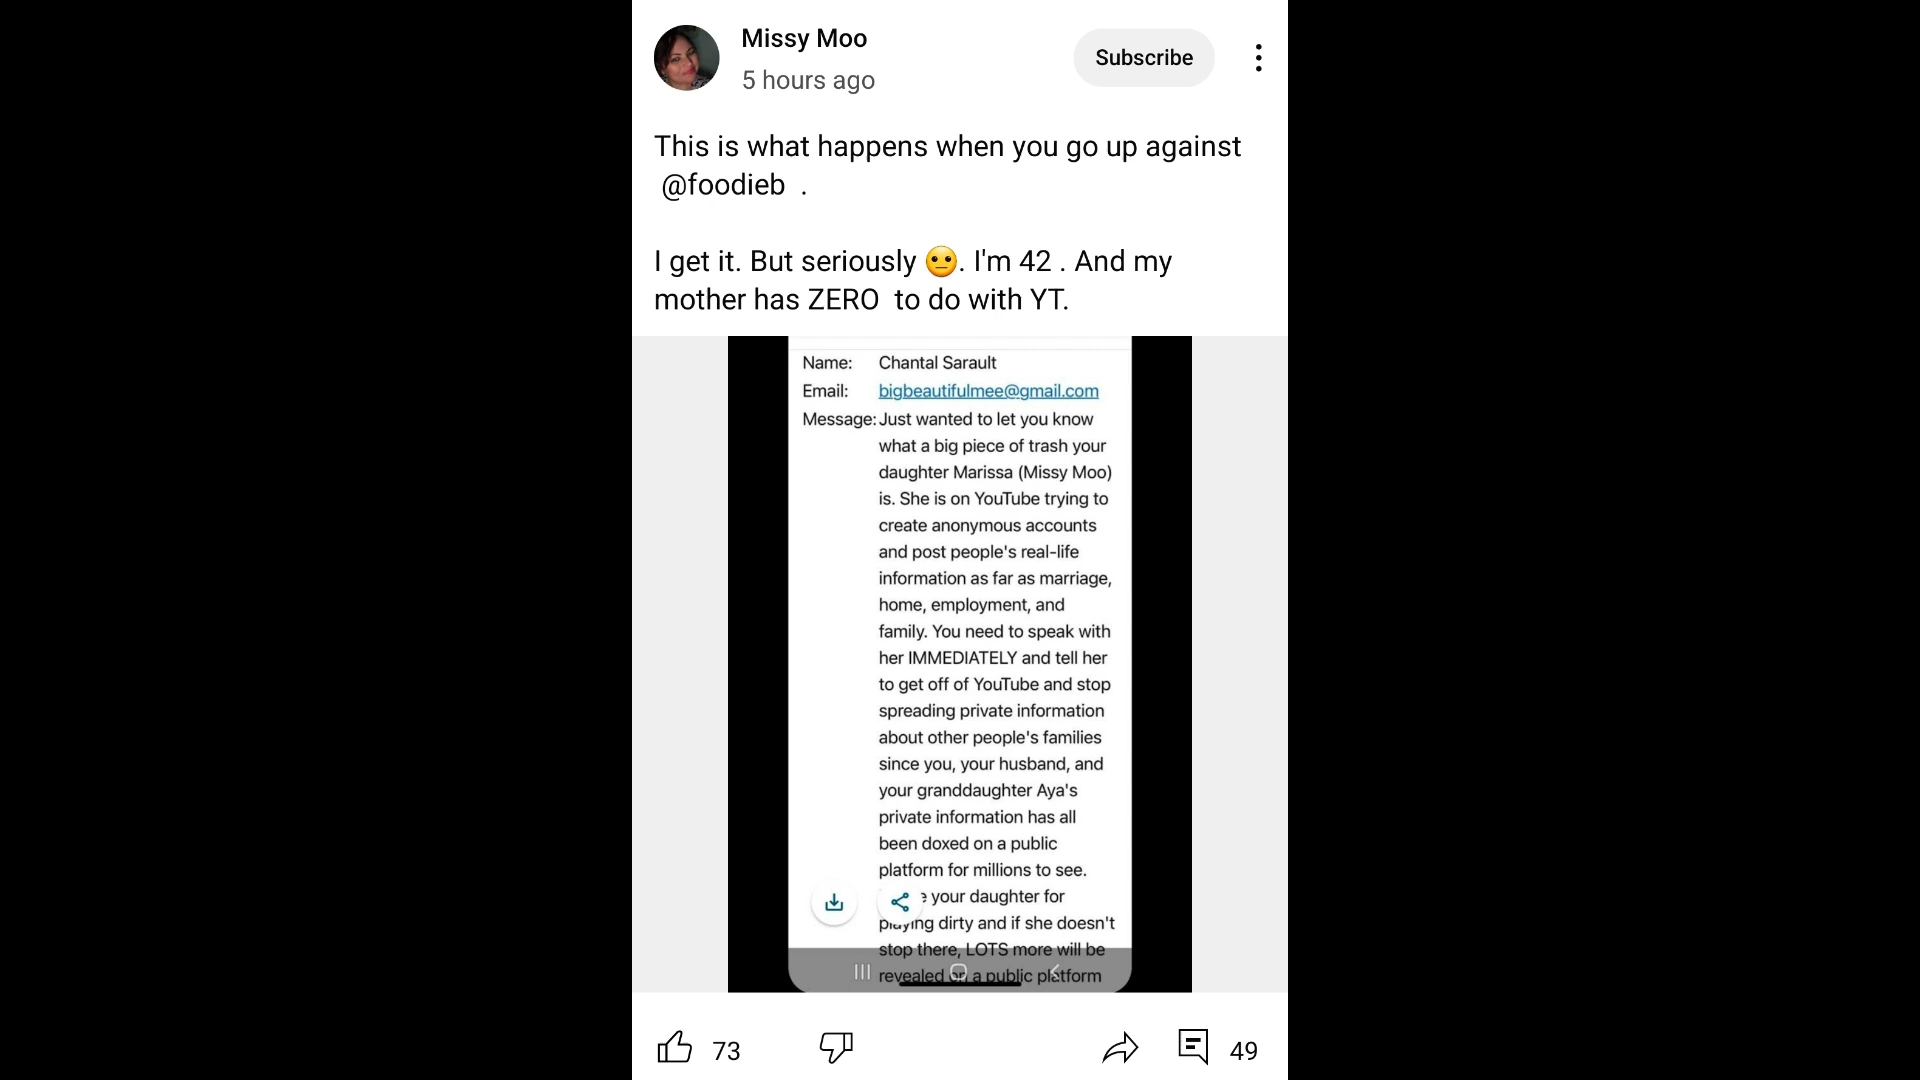 Missy Moo
5 hours ago
Subscribe
This is what happens when you go up against
@foodieb .
I get it. But seriously 😐. I'm 42 . And my
mother has ZERO to do with YT.
Name: Chantal Sarault
Email: bigbeautifulmee@gmail.com
Message: Just wanted to let you know
what a big piece of trash your
daughter Marissa (Missy Moo)
is. She is on YouTube trying to
create anonymous accounts
and post people's real-life
information as far as marriage,
home, employment, and
family. You need to speak with
her IMMEDIATELY and tell her
to get off of YouTube and stop
spreading private information
about other people's families
since you, your husband, and
your granddaughter Aya's
private information has all
been doxed on a public
platform for millions to see.
your daughter for
playing dirty and if she doesn't
stop there, LOTS more will be
revealed on a public platform
73
49